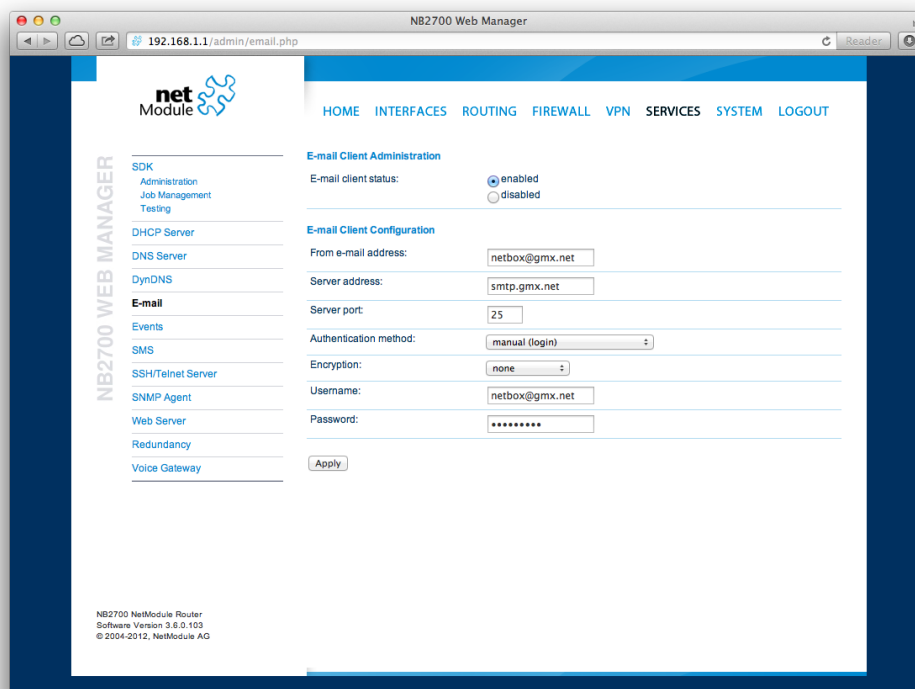 NB2700 Web Manager
192.168.1.1/admin/email.php
Reader
net
Module
HOME INTERFACES ROUTING FIREWALL VPN SERVICES SYSTEM LOGOUT
NB2700 WEB MANAGER
SDK
Administration
Job Management
Testing
DHCP Server
DNS Server
DynDNS
E-mail
Events
SMS
SSH/Telnet Server
SNMP Agent
Web Server
Redundancy
Voice Gateway
E-mail Client Administration
E-mail client status: enabled
disabled
E-mail Client Configuration
From e-mail address: netbox@gmx.net
Server address: smtp.gmx.net
Server port: 25
Authentication method: manual (login)
Encryption: none
Username: netbox@gmx.net
Password: •••••••••
Apply
NB2700 NetModule Router
Software Version 3.6.0.103
© 2004-2012, NetModule AG